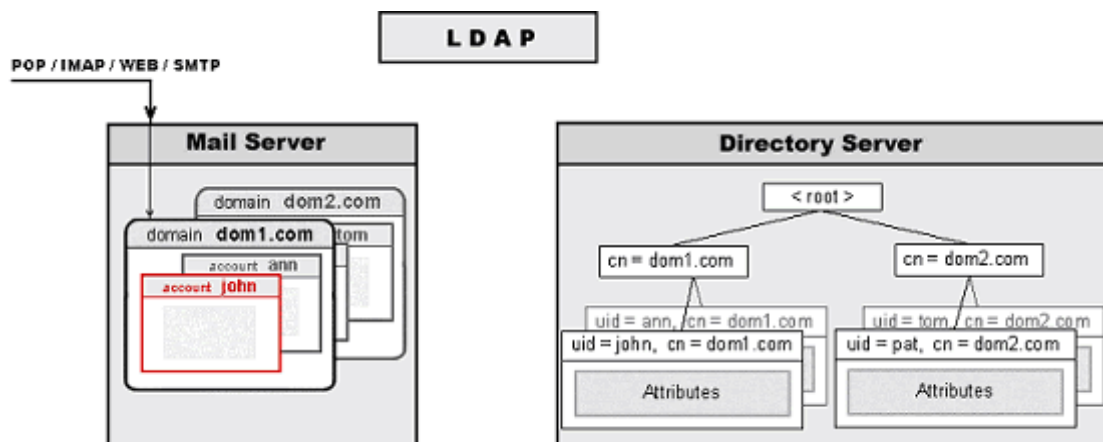 LDAP
POP / IMAP / WEB / SMTP
Mail Server
domain dom2.com
tom
domain dom1.com
account ann
account john
Directory Server
< root >
cn = dom1.com
cn = dom2.com
uid = ann, cn = dom1.com
uid = tom, cn = dom2.com
uid = john, cn = dom1.com
uid = pat, cn = dom2.com
Attributes
Attributes